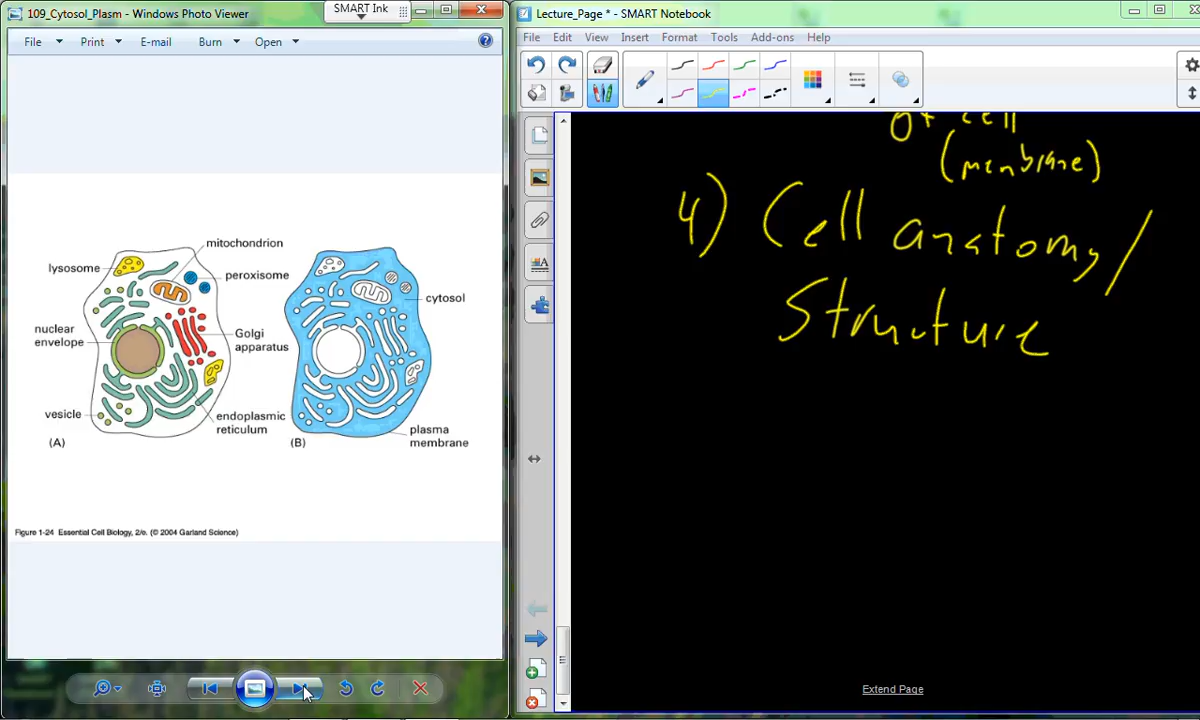 109_Cytosol_Plasm - Windows Photo Viewer
SMART Ink
File Print E-mail Burn Open
mitochondrion
lysosome
peroxisome
cytosol
nuclear
envelope
Golgi
apparatus
vesicle
endoplasmic
reticulum
plasma
membrane
(A)
(B)
Figure 1-24 Essential Cell Biology, 2/e. (© 2004 Garland Science)
Lecture_Page * - SMART Notebook
File Edit View Insert Format Tools Add-ons Help
of cell
(membrane)
4) Cell anatomy/
Structure
Extend Page